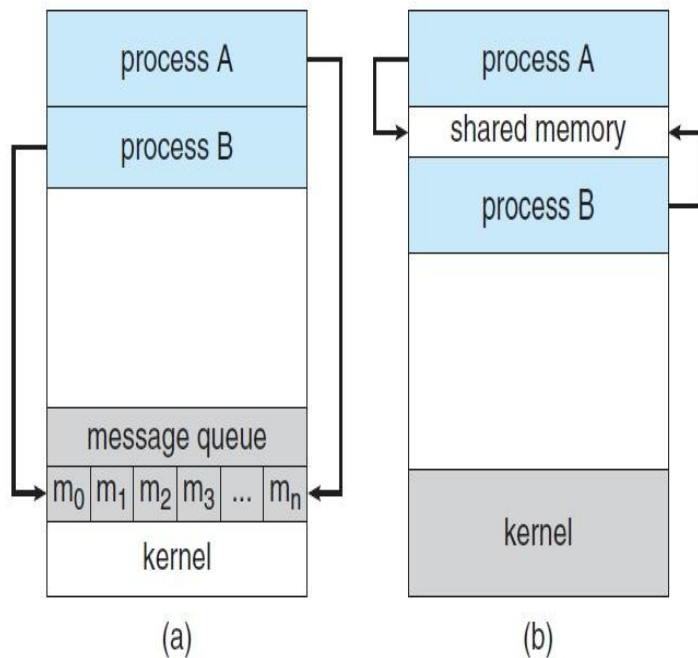 process A
process B
message queue
m₀ m₁ m₂ m₃ ... mₙ
kernel
(a)
process A
shared memory
process B
kernel
(b)